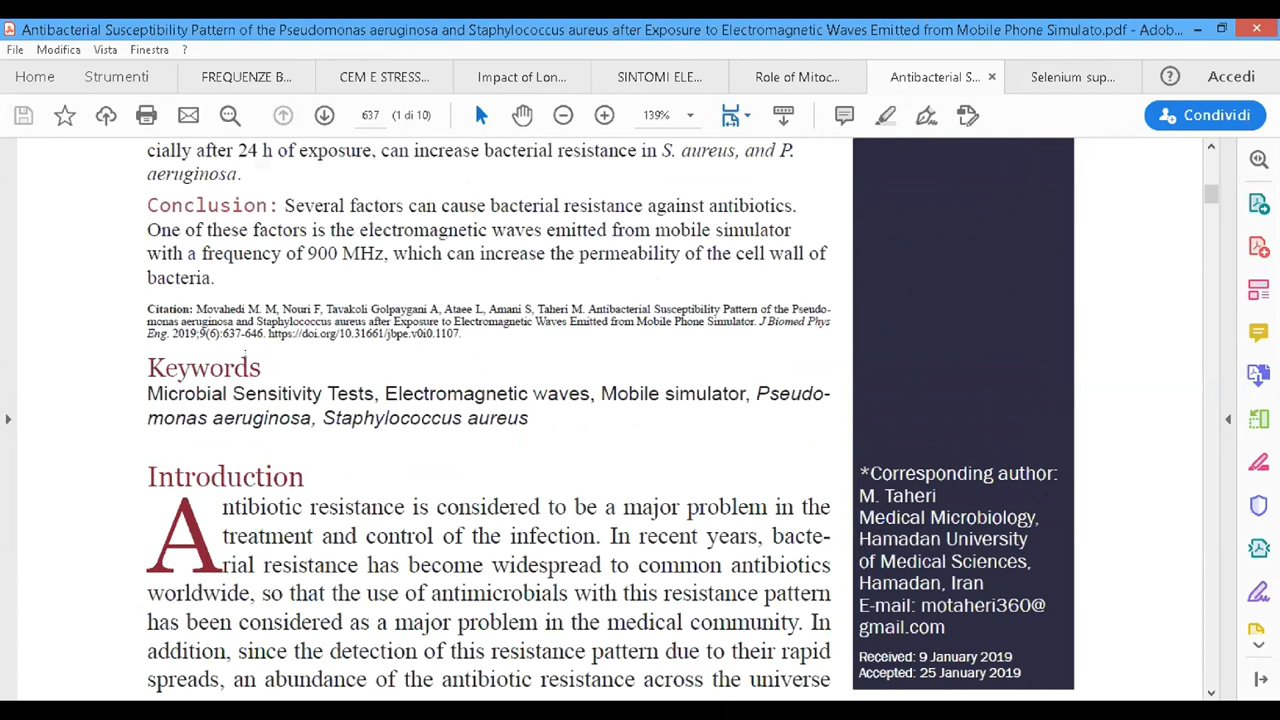 Antibacterial Susceptibility Pattern of the Pseudomonas aeruginosa and Staphylococcus aureus after Exposure to Electromagnetic Waves Emitted from Mobile Phone Simulato.pdf - Adob...
File Modifica Vista Finestra ?
Home Strumenti FREQUENZE B... CEM E STRESS... Impact of Lon... SINTOMI ELE... Role of Mitoc... Antibacterial S... × Selenium sup... Accedi
637 (1 di 10) 139% Condividi
cially after 24 h of exposure, can increase bacterial resistance in S. aureus, and P.
aeruginosa.
Conclusion: Several factors can cause bacterial resistance against antibiotics.
One of these factors is the electromagnetic waves emitted from mobile simulator
with a frequency of 900 MHz, which can increase the permeability of the cell wall of
bacteria.
Citation: Movahedi M. M, Nouri F, Tavakoli Golpaygani A, Ataee L, Amani S, Taheri M. Antibacterial Susceptibility Pattern of the Pseudo-
monas aeruginosa and Staphylococcus aureus after Exposure to Electromagnetic Waves Emitted from Mobile Phone Simulator. J Biomed Phys
Eng. 2019;9(6):637-646. https://doi.org/10.31661/jbpe.v0i0.1107.
Keywords
Microbial Sensitivity Tests, Electromagnetic waves, Mobile simulator, Pseudo-
monas aeruginosa, Staphylococcus aureus
Introduction
Antibiotic resistance is considered to be a major problem in the
treatment and control of the infection. In recent years, bacte-
rial resistance has become widespread to common antibiotics
worldwide, so that the use of antimicrobials with this resistance pattern
has been considered as a major problem in the medical community. In
addition, since the detection of this resistance pattern due to their rapid
spreads, an abundance of the antibiotic resistance across the universe
*Corresponding author:
M. Taheri
Medical Microbiology,
Hamadan University
of Medical Sciences,
Hamadan, Iran
E-mail: motaheri360@
gmail.com
Received: 9 January 2019
Accepted: 25 January 2019